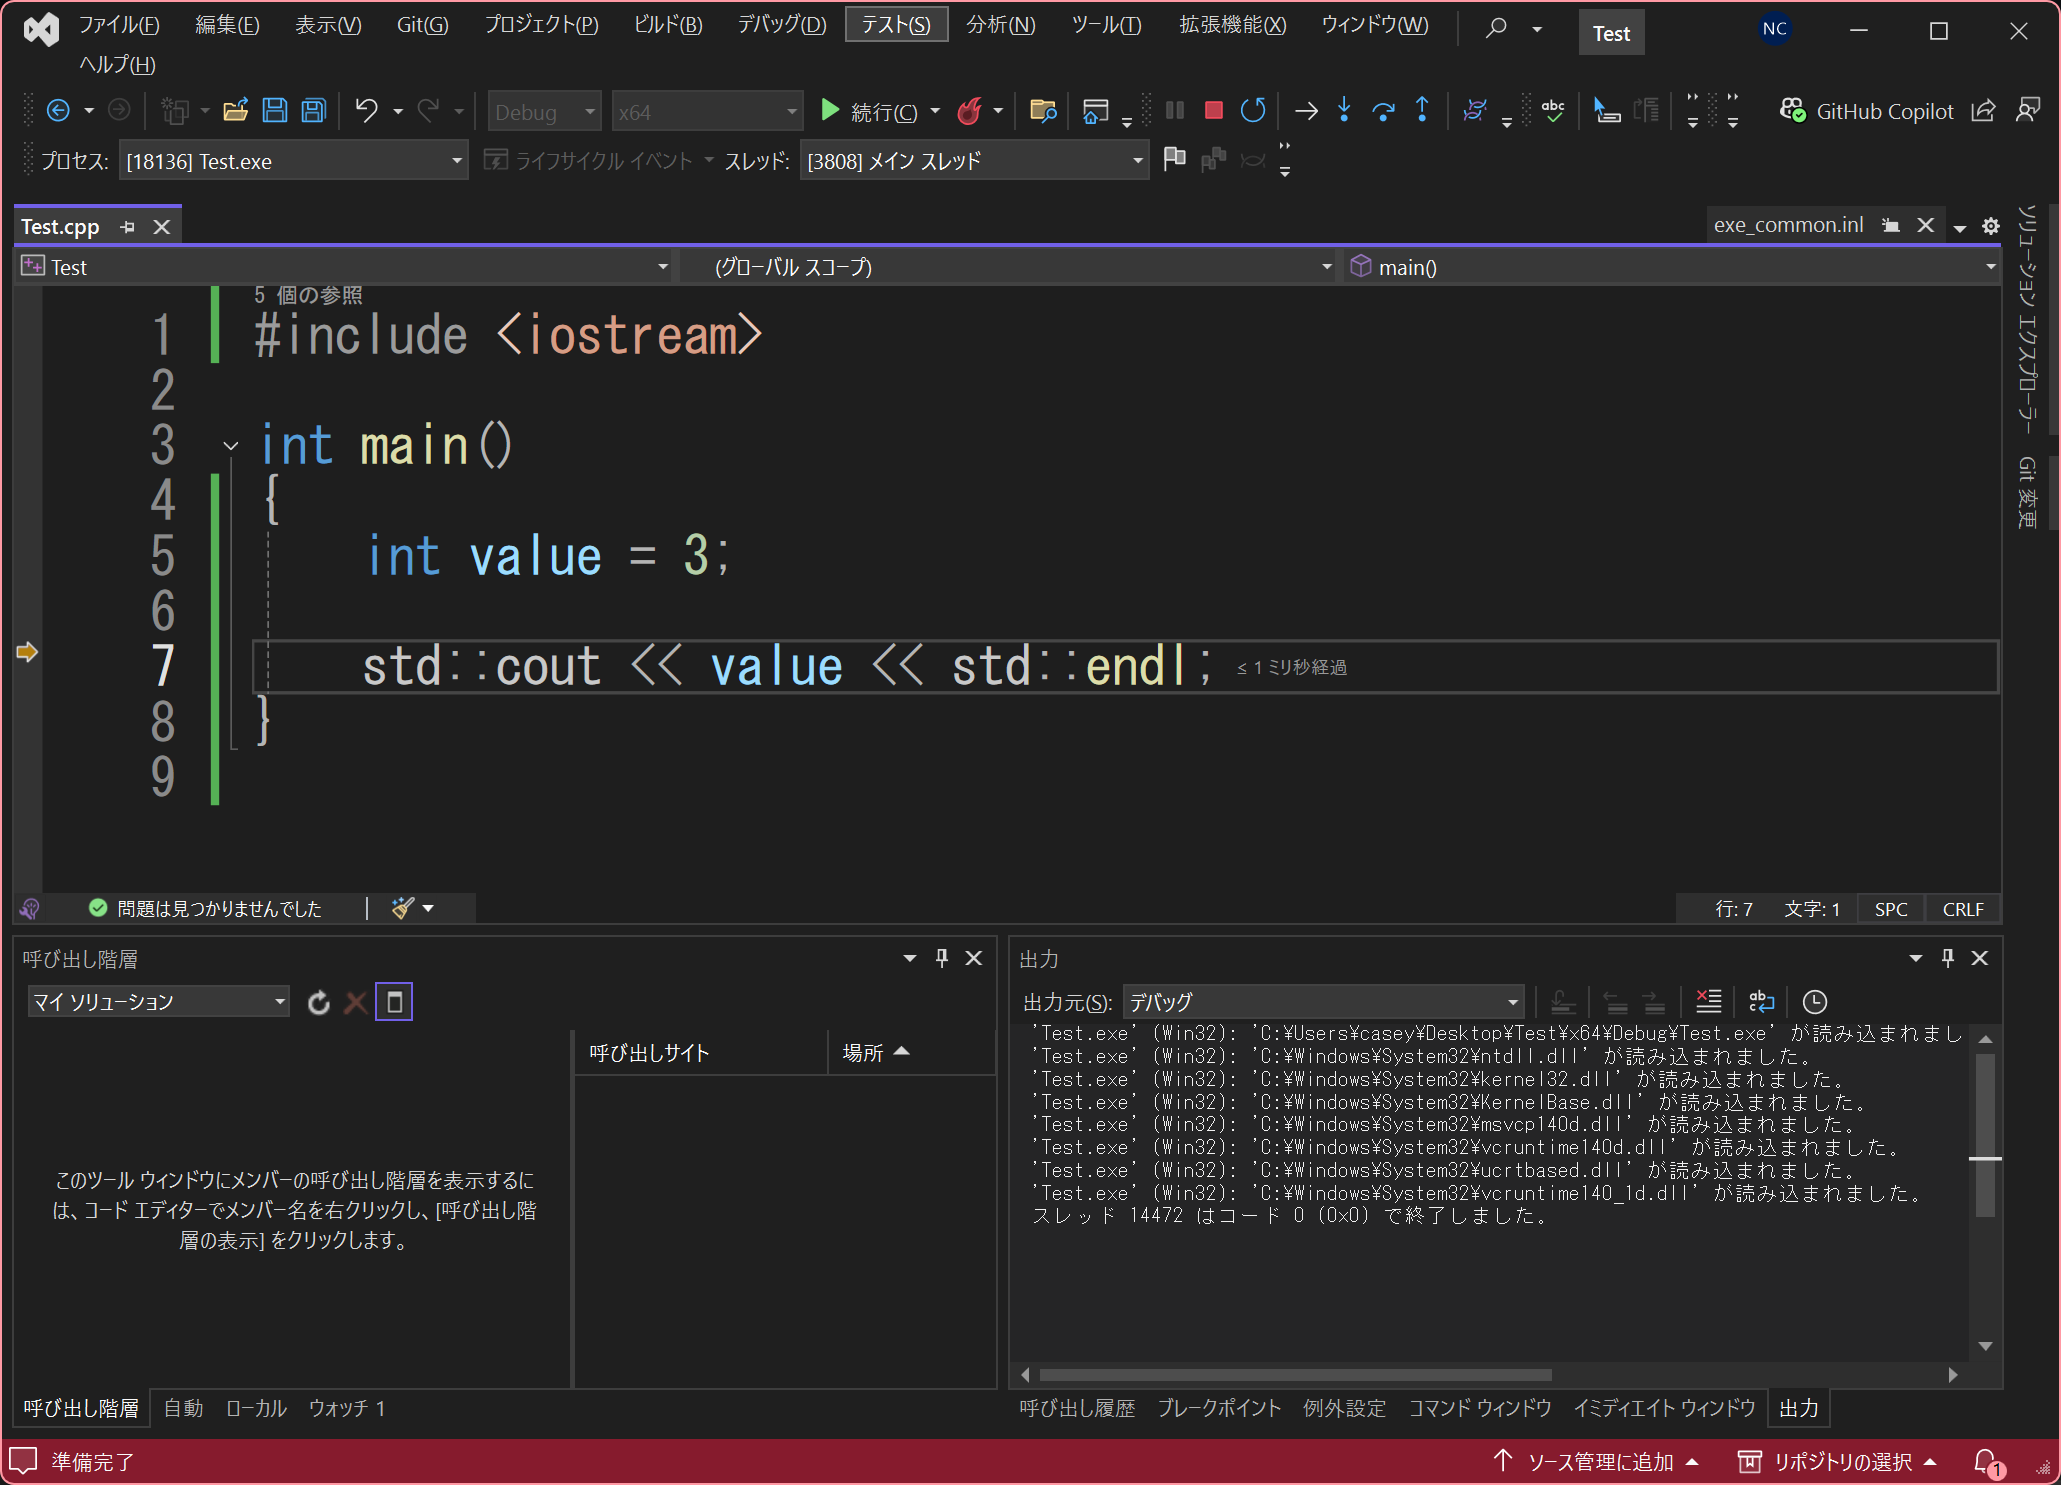 ファイル(F) 編集(E) 表示(V) Git(G) プロジェクト(P) ビルド(B) デバッグ(D) テスト(S) 分析(N) ツール(T) 拡張機能(X) ウィンドウ(W) Test NC
ヘルプ(H)
Debug x64 続行(C) abc GitHub Copilot
プロセス: [18136] Test.exe ライフサイクル イベント スレッド: [3808] メイン スレッド
Test.cpp exe_common.inl
Test (グローバル スコープ) main()
5 個の参照
1 #include <iostream>
2
3 int main()
4 {
5 int value = 3;
6
7 std::cout << value << std::endl; ≤ 1 ミリ秒経過
8 }
9
ソリューション エクスプローラー
Git 変更
問題は見つかりませんでした 行: 7 文字: 1 SPC CRLF
呼び出し階層
マイ ソリューション
呼び出しサイト 場所
このツール ウィンドウにメンバーの呼び出し階層を表示するに
は、コード エディターでメンバー名を右クリックし、[呼び出し階
層の表示] をクリックします。
呼び出し階層 自動 ローカル ウォッチ 1
出力
出力元(S): デバッグ ab c
'Test.exe' (Win32): 'C:¥Users¥casey¥Desktop¥Test¥x64¥Debug¥Test.exe' が読み込まれまし
'Test.exe' (Win32): 'C:¥Windows¥System32¥ntdll.dll' が読み込まれました。
'Test.exe' (Win32): 'C:¥Windows¥System32¥kernel32.dll' が読み込まれました。
'Test.exe' (Win32): 'C:¥Windows¥System32¥KernelBase.dll' が読み込まれました。
'Test.exe' (Win32): 'C:¥Windows¥System32¥msvcp140d.dll' が読み込まれました。
'Test.exe' (Win32): 'C:¥Windows¥System32¥vcruntime140d.dll' が読み込まれました。
'Test.exe' (Win32): 'C:¥Windows¥System32¥ucrtbased.dll' が読み込まれました。
'Test.exe' (Win32): 'C:¥Windows¥System32¥vcruntime140_1d.dll' が読み込まれました。
スレッド 14472 はコード 0 (0x0) で終了しました。
呼び出し履歴 ブレークポイント 例外設定 コマンド ウィンドウ イミディエイト ウィンドウ 出力
準備完了 ソース管理に追加 リポジトリの選択 1